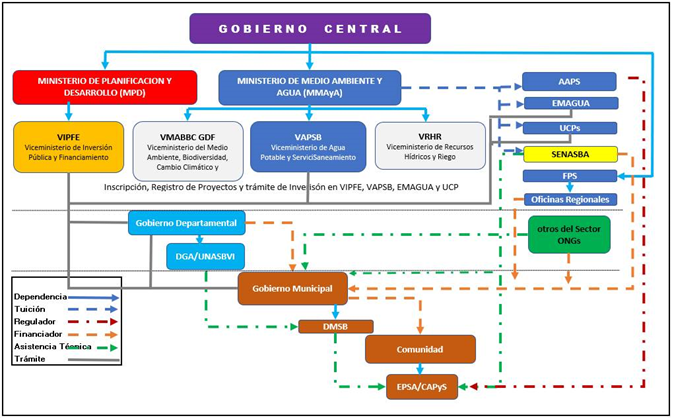 GOBIERNO CENTRAL
MINISTERIO DE PLANIFICACION Y
DESARROLLO (MPD)
MINISTERIO DE MEDIO AMBIENTE Y
AGUA (MMAyA)
AAPS
EMAGUA
UCPs
SENASBA
FPS
Oficinas Regionales
VIPFE
Viceministerio de Inversión
Pública y Financiamiento
VMABBC GDF
Viceministerio del Medio
Ambiente, Biodiversidad,
Cambio Climático y
VAPSB
Viceministerio de Agua
Potable y ServiciSaneamiento
VRHR
Viceministerio de Recursos
Hídricos y Riego
Inscripción, Registro de Proyectos y trámite de Inverisón en VIPFE, VAPSB, EMAGUA y UCP
Gobierno Departamental
DGA/UNASBVI
otros del Sector
ONGs
Gobierno Municipal
DMSB
Comunidad
EPSA/CAPyS
Dependencia
Tuición
Regulador
Financiador
Asistencia Técnica
Trámite